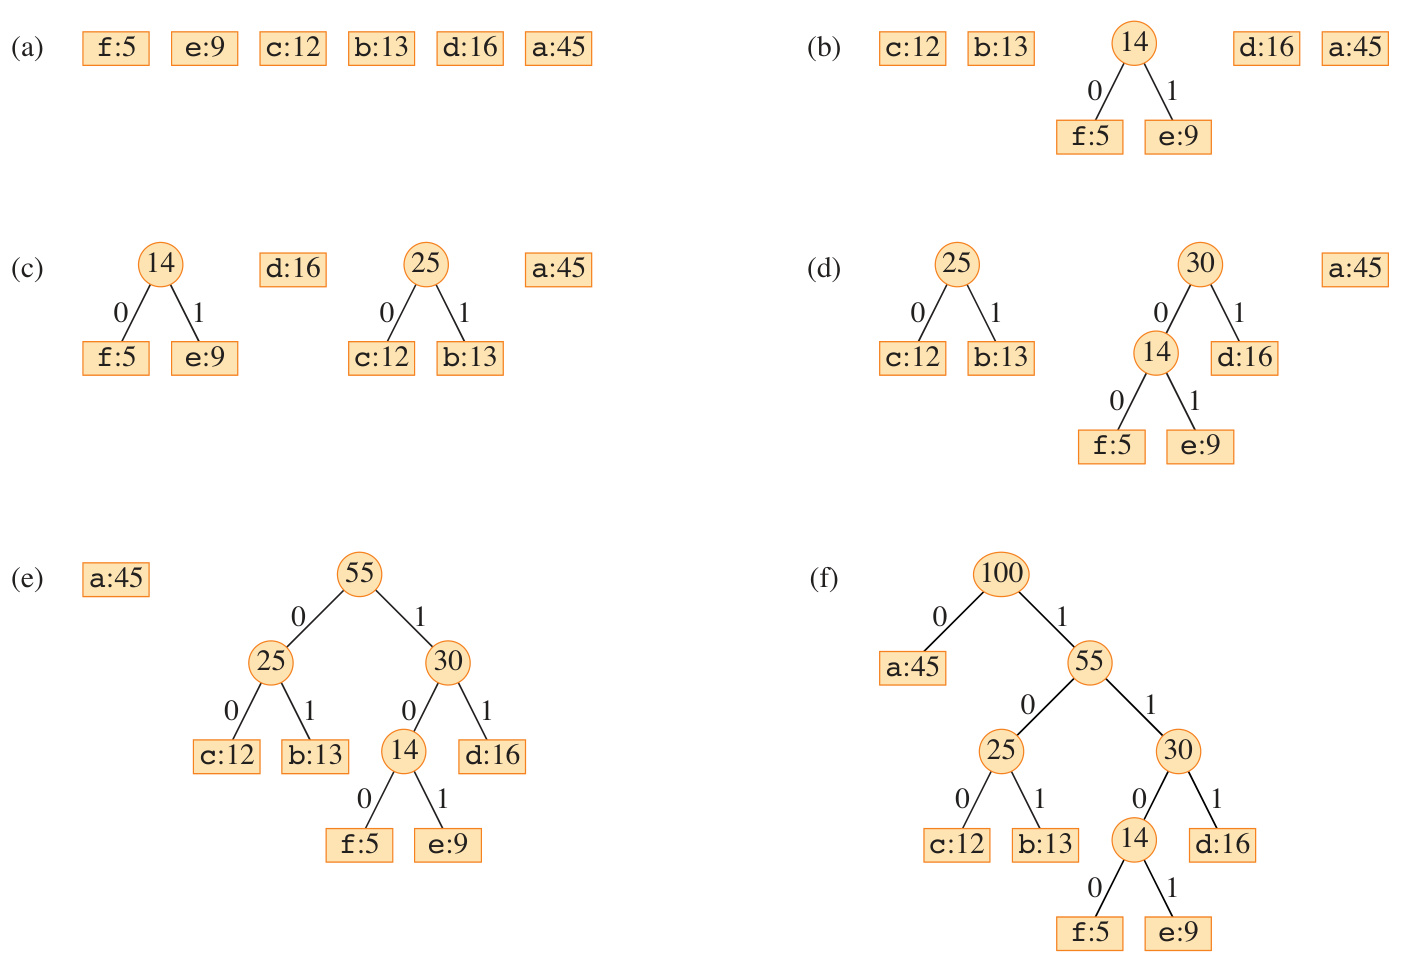 (a) f:5 e:9 c:12 b:13 d:16 a:45
(b) c:12 b:13 14 d:16 a:45
0 1
f:5 e:9
(c) 14 d:16 25 a:45
0 1 0 1
f:5 e:9 c:12 b:13
(d) 25 30 a:45
0 1 0 1
c:12 b:13 14 d:16
0 1
f:5 e:9
(e) a:45 55
0 1
25 30
0 1 0 1
c:12 b:13 14 d:16
0 1
f:5 e:9
(f) 100
0 1
a:45 55
0 1
25 30
0 1 0 1
c:12 b:13 14 d:16
0 1
f:5 e:9